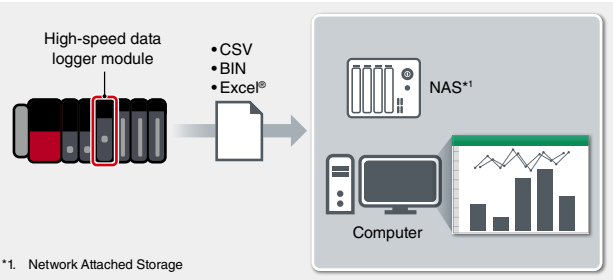 High-speed data
logger module
•CSV
•BIN
•Excel®
NAS*1
Computer
*1. Network Attached Storage